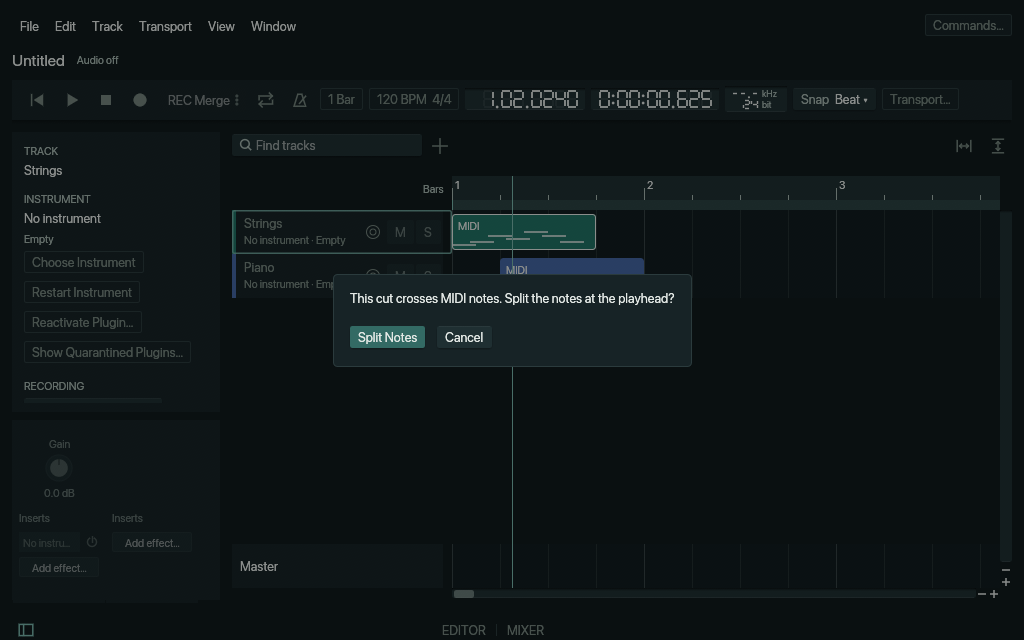 File Edit Track Transport View Window
Commands...
Untitled Audio off
REC Merge 1 Bar 120 BPM 4/4 1.02.0240 0:00:00.625 --.- kHz -24 bit Snap Beat Transport...
TRACK
Strings
INSTRUMENT
No instrument
Empty
Choose Instrument
Restart Instrument
Reactivate Plugin...
Show Quarantined Plugins...
RECORDING
Gain
0.0 dB
Inserts Inserts
No instru... Add effect...
Add effect...
Find tracks
Bars 1 2 3
Strings
No instrument · Empty
M S
MIDI
Piano
No instrument · Emp
MIDI
This cut crosses MIDI notes. Split the notes at the playhead?
Split Notes Cancel
Master
EDITOR MIXER